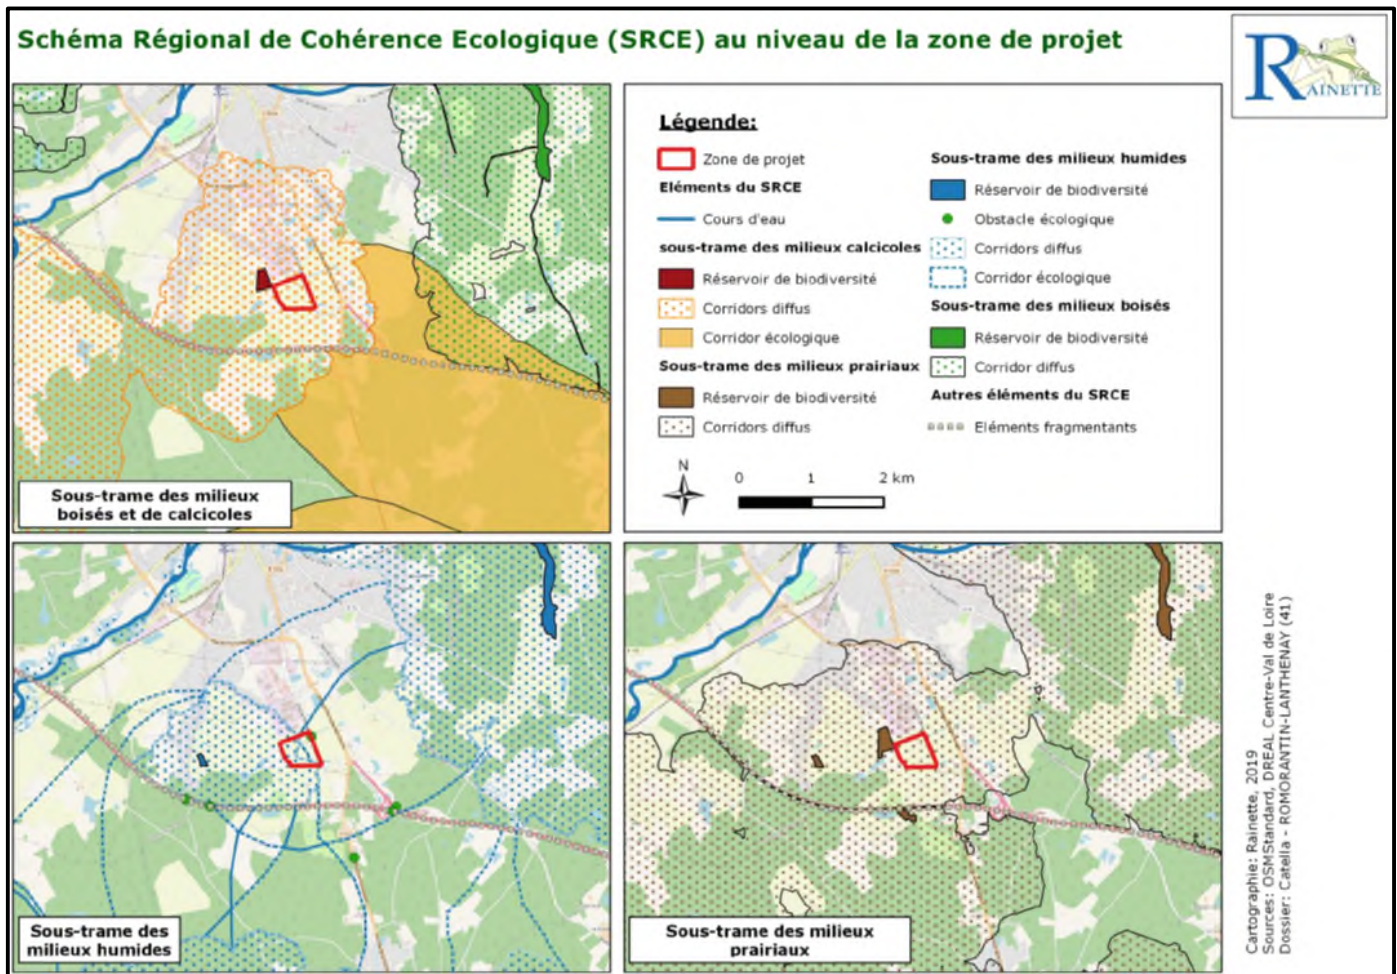 Schéma Régional de Cohérence Ecologique (SRCE) au niveau de la zone de projet
RAINETTE
Légende:
Zone de projet
Eléments du SRCE
Cours d'eau
sous-trame des milieux calcicoles
Réservoir de biodiversité
Corridors diffus
Corridor écologique
Sous-trame des milieux prairiaux
Réservoir de biodiversité
Corridors diffus
Sous-trame des milieux humides
Réservoir de biodiversité
Obstacle écologique
Corridors diffus
Corridor écologique
Sous-trame des milieux boisés
Réservoir de biodiversité
Corridor diffus
Autres éléments du SRCE
Eléments fragmentants
N
0 1 2 km
Sous-trame des milieux
boisés et de calcicoles
Sous-trame des
milieux humides
Sous-trame des milieux
prairiaux
Cartographie: Rainette, 2019
Sources: OSMStandard, DREAL Centre-Val de Loire
Dossier: Catella - ROMORANTIN-LANTHENAY (41)